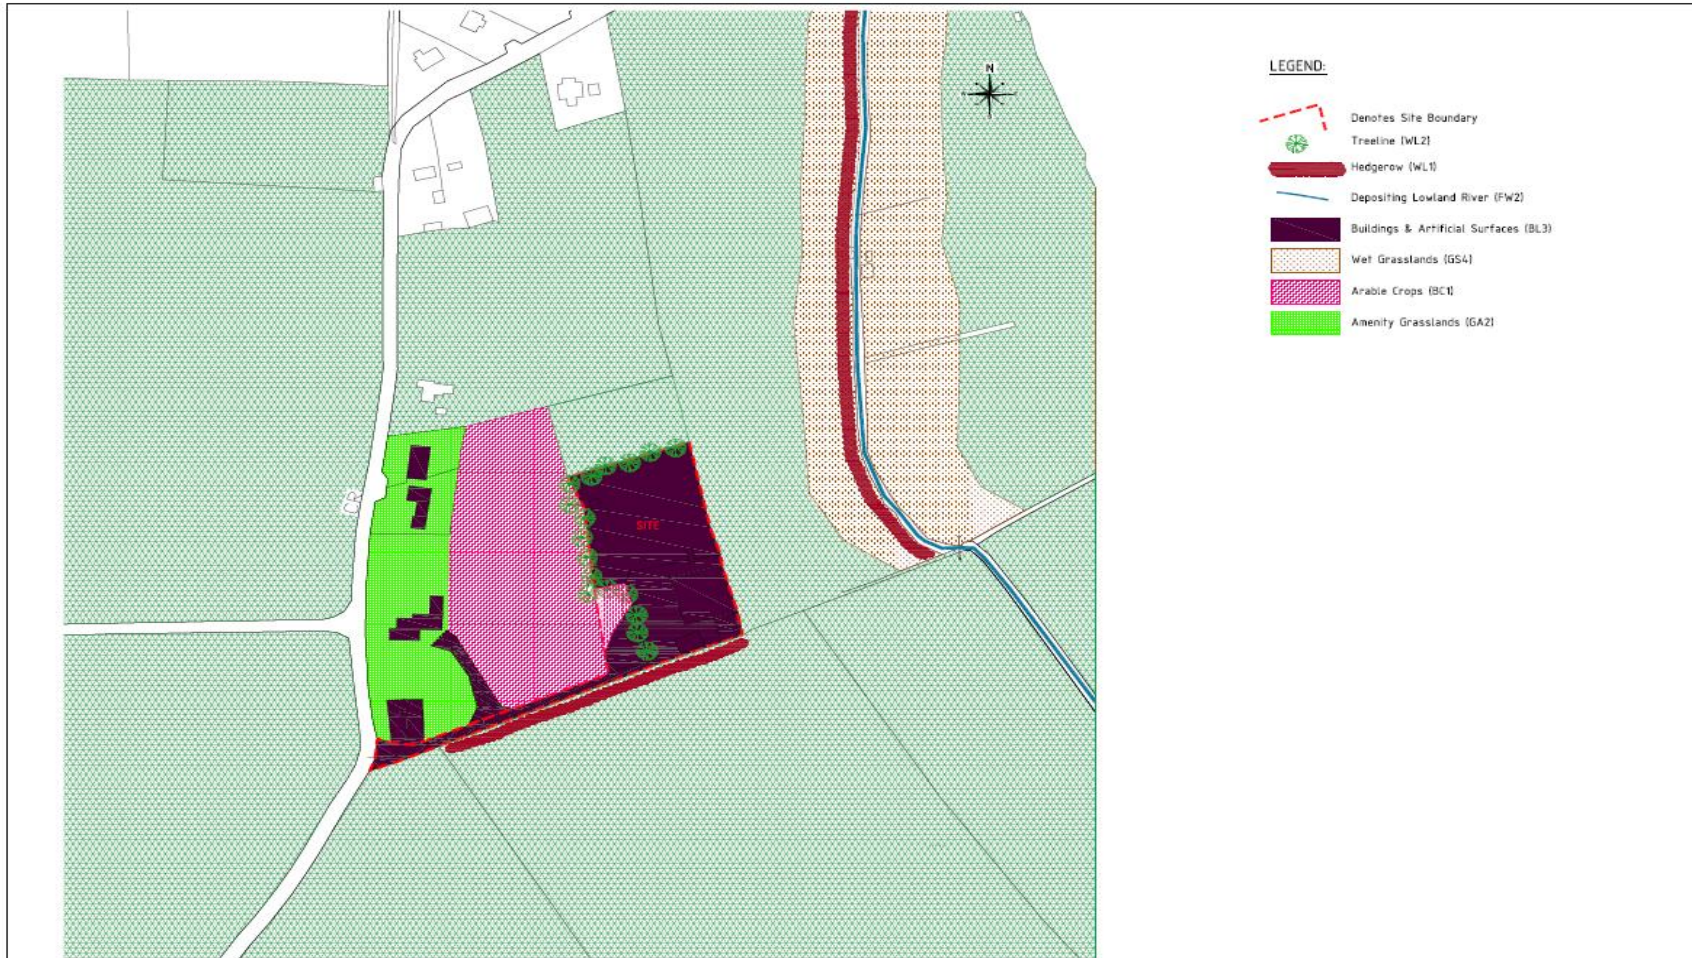 N
LEGEND:
Denotes Site Boundary
Treeline (WL2)
Hedgerow (WL1)
Depositing Lowland River (FW2)
Buildings & Artificial Surfaces (BL3)
Wet Grasslands (GS4)
Arable Crops (BC1)
Amenity Grasslands (GA2)
SITE